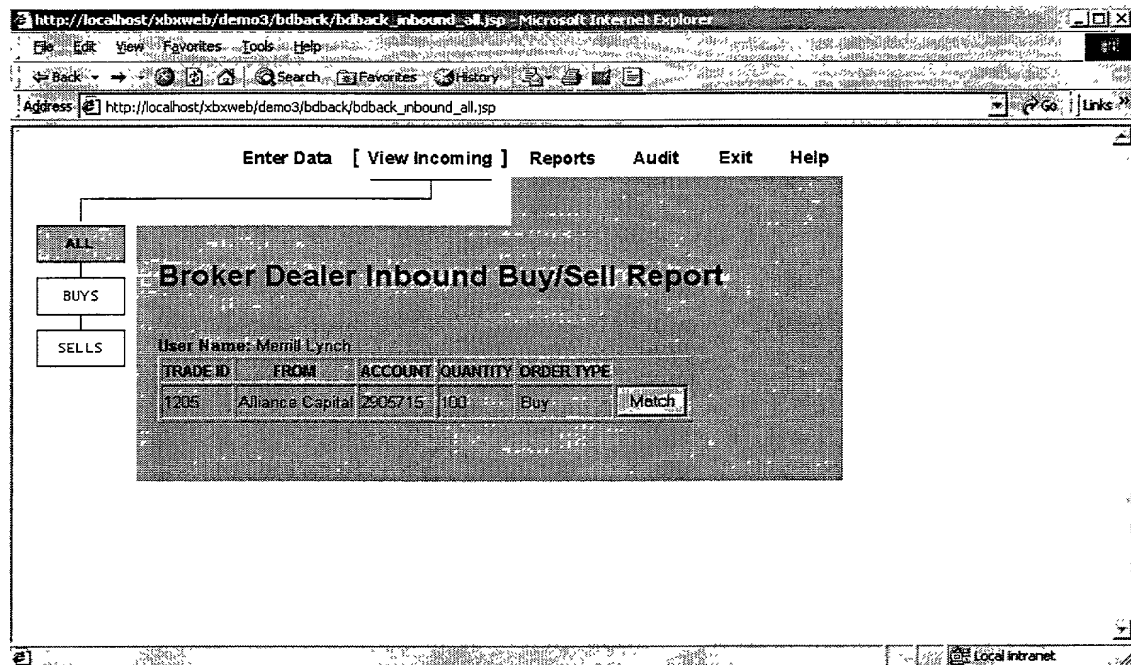 http://localhost/xbxweb/demo3/bdback/bdback_inbound_all.jsp - Microsoft Internet Explorer
File Edit View Favorites Tools Help
Back Search Favorites History
Address http://localhost/xbxweb/demo3/bdback/bdback_inbound_all.jsp Go Links »
Enter Data [ View Incoming ] Reports Audit Exit Help
ALL
BUYS
SELLS
Broker Dealer Inbound Buy/Sell Report
User Name: Merrill Lynch
TRADE ID FROM ACCOUNT QUANTITY ORDER TYPE
1205 Alliance Capital 2905715 100 Buy Match
Local intranet